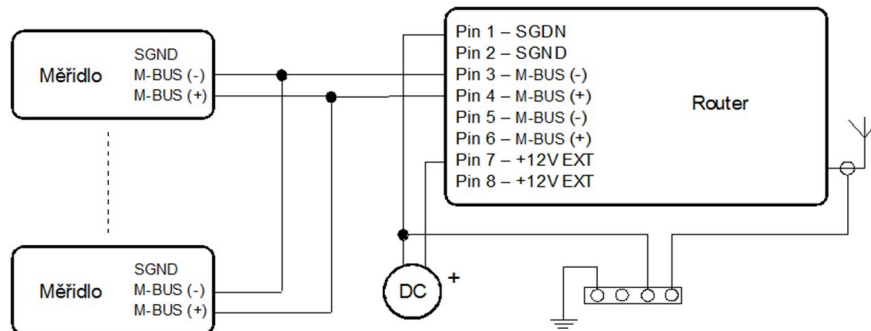 SGND
Měřidlo
M-BUS (-)
M-BUS (+)
Pin 1 – SGDN
Pin 2 – SGND
Pin 3 – M-BUS (-)
Pin 4 – M-BUS (+)
Pin 5 – M-BUS (-)
Pin 6 – M-BUS (+)
Pin 7 – +12V EXT
Pin 8 – +12V EXT
Router
SGND
Měřidlo
M-BUS (-)
M-BUS (+)
DC
+